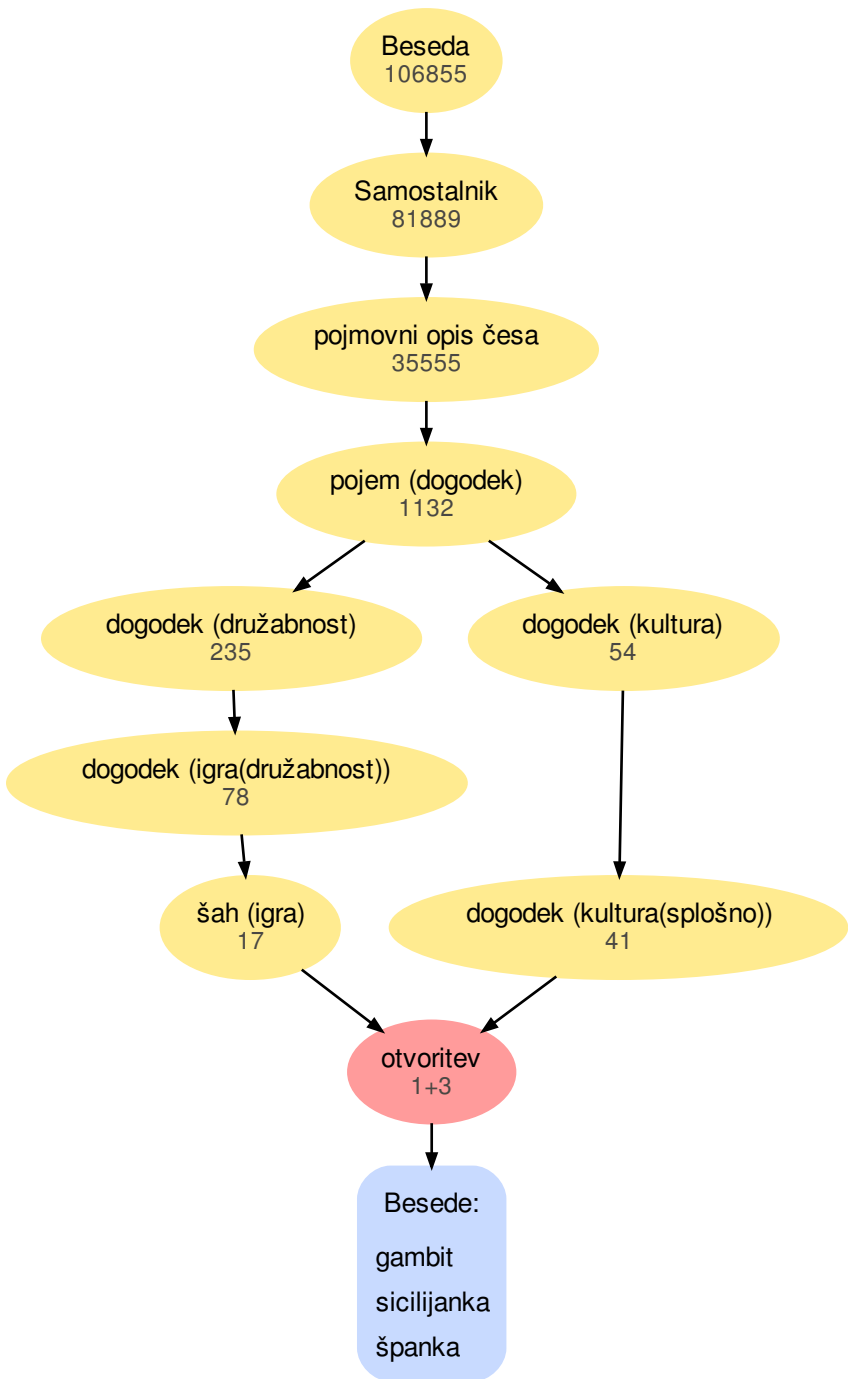 Beseda
106855
Samostalnik
81889
pojmovni opis česa
35555
pojem (dogodek)
1132
dogodek (družabnost)
235
dogodek (kultura)
54
dogodek (igra(družabnost))
78
šah (igra)
17
dogodek (kultura(splošno))
41
otvoritev
1+3
Besede:
gambit
sicilijanka
španka